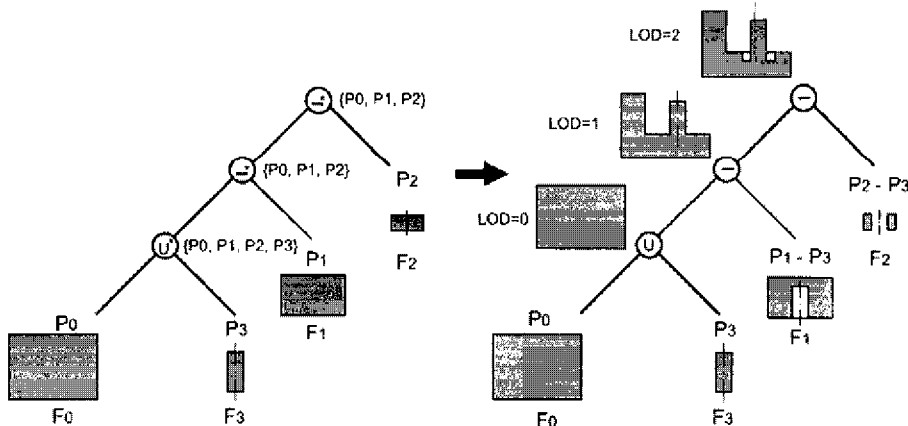 LOD=2
{P0, P1, P2}
LOD=1
{P0, P1, P2}
P2
P2 - P3
LOD=0
F2
F2
U* {P0, P1, P2, P3}
U
P1
P1 - P3
F1
F1
P0
P3
P0
P3
F0
F3
F0
F3